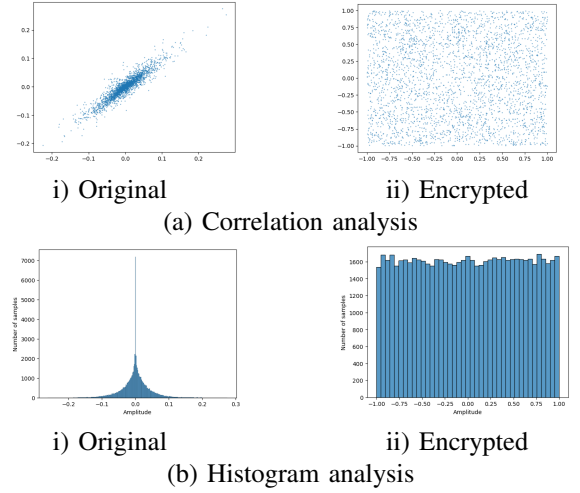 0.3
0.2
0.1
0.0
−0.1
−0.2
−0.2 −0.1 0.0 0.1 0.2
1.00
0.75
0.50
0.25
0.00
−0.25
−0.50
−0.75
−1.00
−1.00 −0.75 −0.50 −0.25 0.00 0.25 0.50 0.75 1.00
i) Original ii) Encrypted
(a) Correlation analysis
Number of samples
7000
6000
5000
4000
3000
2000
1000
0
−0.2 −0.1 0.0 0.1 0.2 0.3
Amplitude
Number of samples
1600
1400
1200
1000
800
600
400
200
0
−1.00 −0.75 −0.50 −0.25 0.00 0.25 0.50 0.75 1.00
Amplitude
i) Original ii) Encrypted
(b) Histogram analysis